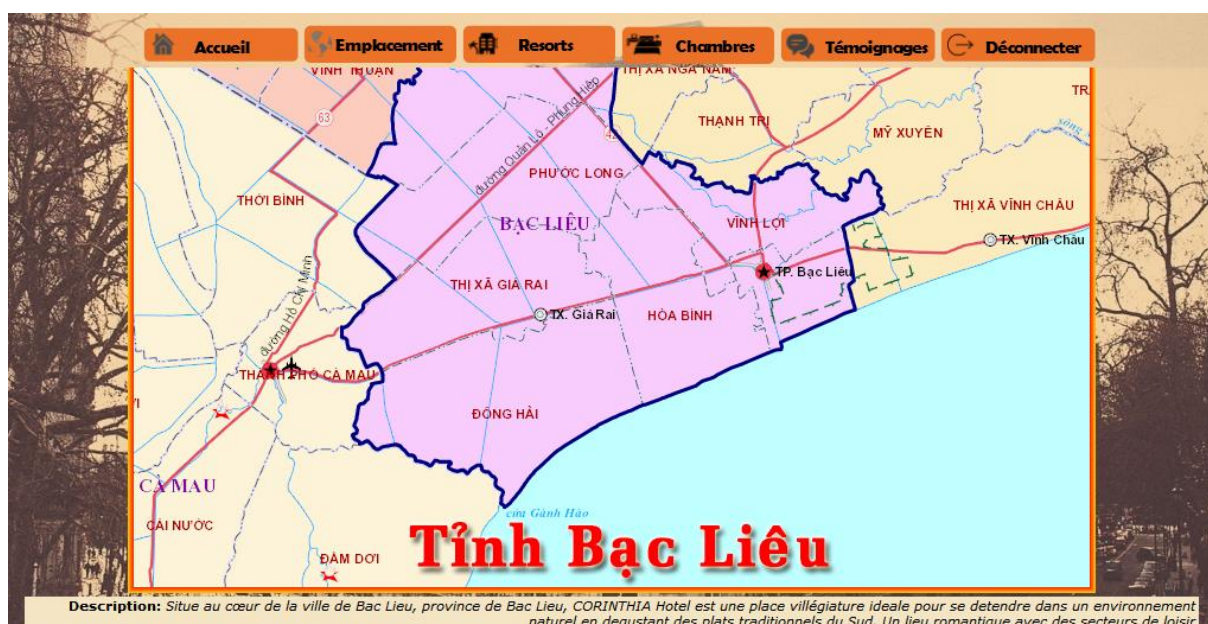 Accueil
Emplacement
Resorts
Chambres
Témoignages
Déconnecter
VĨNH THUẬN
THỊ XÃ NGÃ NĂM
63
đường Quản Lộ - Phụng Hiệp
THẠNH TRỊ
MỸ XUYÊN
PHƯỚC LONG
THỚI BÌNH
BẠC LIÊU
VĨNH LỢI
THỊ XÃ VĨNH CHÂU
TX. Vĩnh Châu
TP. Bạc Liêu
đường Hồ Chí Minh
THỊ XÃ GIÁ RAI
TX. Giá Rai
HÒA BÌNH
THÀNH PHỐ CÀ MAU
ĐÔNG HẢI
CÀ MAU
CÁI NƯỚC
cửa Gành Hào
ĐẦM DƠI
Tỉnh Bạc Liêu
Description: Situe au cœur de la ville de Bac Lieu, province de Bac Lieu, CORINTHIA Hotel est une place villégiature ideale pour se detendre dans un environnement
naturel en degustant des plats traditionnels du Sud. Un lieu romantique avec des secteurs de loisir